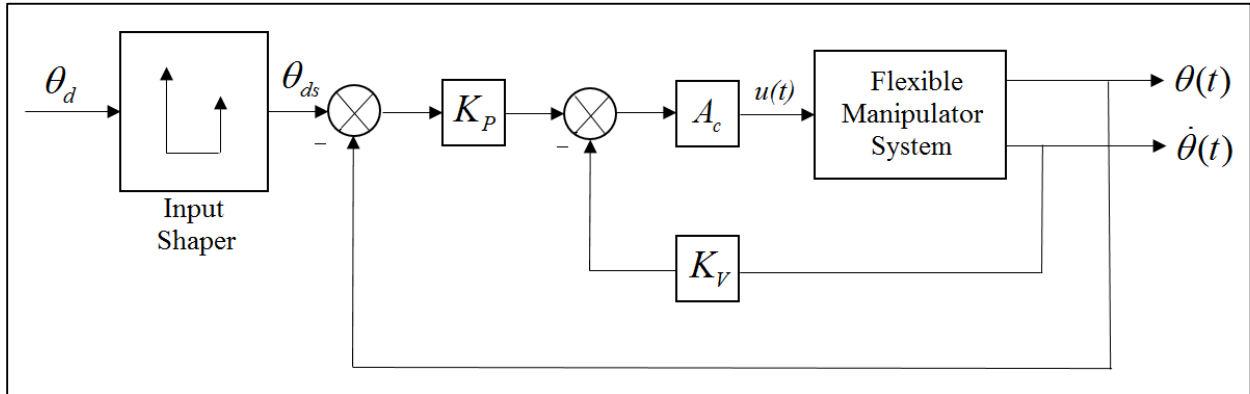 θ_d
Input
Shaper
θ_ds
−
K_P
−
A_c
u(t)
Flexible
Manipulator
System
θ(t)
θ̇(t)
K_V